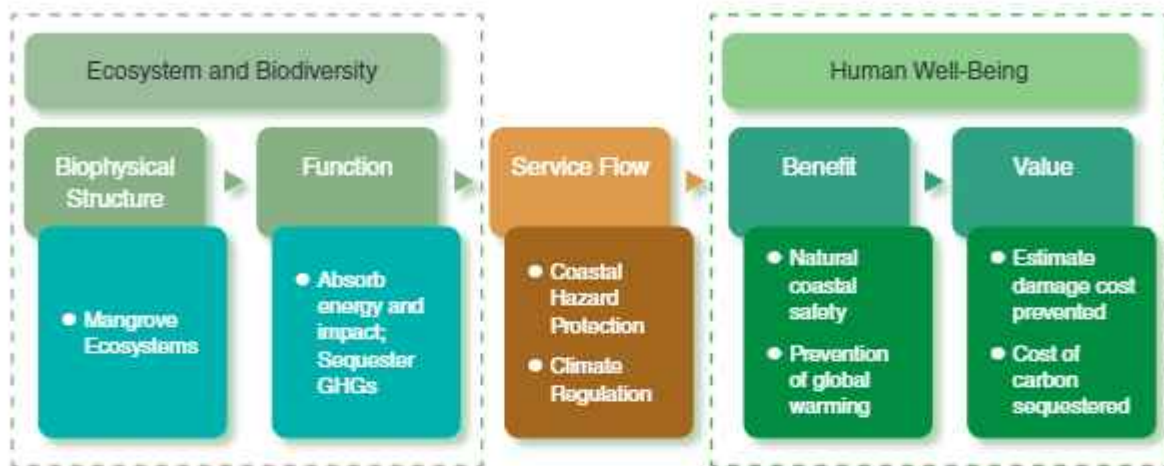 Ecosystem and Biodiversity
Human Well-Being
Biophysical
Structure
Function
Service Flow
Benefit
Value
● Mangrove
Ecosystems
● Absorb
energy and
impact;
Sequester
GHGs
● Coastal
Hazard
Protection
● Climate
Regulation
● Natural
coastal
safety
● Prevention
of global
warming
● Estimate
damage cost
prevented
● Cost of
carbon
sequestered